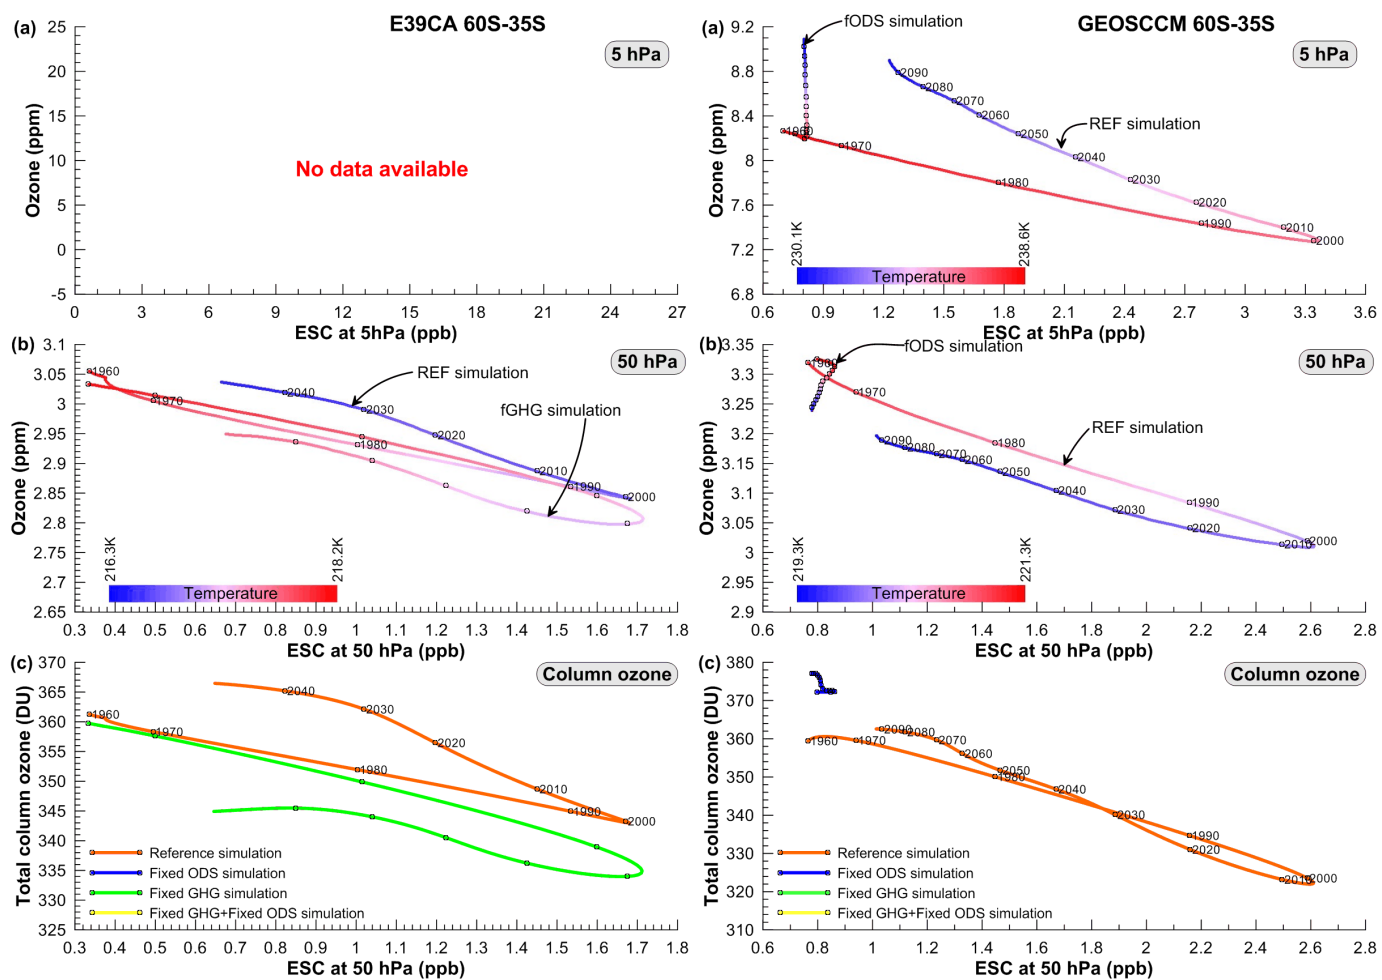 (a) E39CA 60S-35S
5 hPa
Ozone (ppm)
25
20
15
10
5
0
-5
No data available
0 3 6 9 12 15 18 21 24 27
ESC at 5hPa (ppb)
(a) GEOSCCM 60S-35S
5 hPa
fODS simulation
REF simulation
Ozone (ppm)
9.2
8.8
8.4
8
7.6
7.2
6.8
1960
1970
1980
1990
2000
2010
2020
2030
2040
2050
2060
2070
2080
2090
230.1K
238.6K
Temperature
0.6 0.9 1.2 1.5 1.8 2.1 2.4 2.7 3 3.3 3.6
ESC at 5hPa (ppb)
(b)
50 hPa
Ozone (ppm)
3.1
3.05
3
2.95
2.9
2.85
2.8
2.75
2.7
2.65
REF simulation
fGHG simulation
1960
1970
1980
1990
2000
2010
2020
2030
2040
216.3K
218.2K
Temperature
0.3 0.4 0.5 0.6 0.7 0.8 0.9 1 1.1 1.2 1.3 1.4 1.5 1.6 1.7 1.8
ESC at 50 hPa (ppb)
(b)
50 hPa
fODS simulation
REF simulation
Ozone (ppm)
3.35
3.3
3.25
3.2
3.15
3.1
3.05
3
2.95
2.9
1960
1970
1980
1990
2000
2010
2020
2030
2040
2050
2060
2070
2080
2090
219.3K
221.3K
Temperature
0.6 0.8 1 1.2 1.4 1.6 1.8 2 2.2 2.4 2.6 2.8
ESC at 50 hPa (ppb)
(c)
Column ozone
Total column ozone (DU)
370
365
360
355
350
345
340
335
330
325
1960
1970
1980
1990
2000
2010
2020
2030
2040
Reference simulation
Fixed ODS simulation
Fixed GHG simulation
Fixed GHG+Fixed ODS simulation
0.3 0.4 0.5 0.6 0.7 0.8 0.9 1 1.1 1.2 1.3 1.4 1.5 1.6 1.7 1.8
ESC at 50 hPa (ppb)
(c)
Column ozone
Total column ozone (DU)
380
370
360
350
340
330
320
310
1960
1970
1980
1990
2000
2010
2020
2030
2040
2050
2060
2070
2080
2090
Reference simulation
Fixed ODS simulation
Fixed GHG simulation
Fixed GHG+Fixed ODS simulation
0.6 0.8 1 1.2 1.4 1.6 1.8 2 2.2 2.4 2.6 2.8
ESC at 50 hPa (ppb)